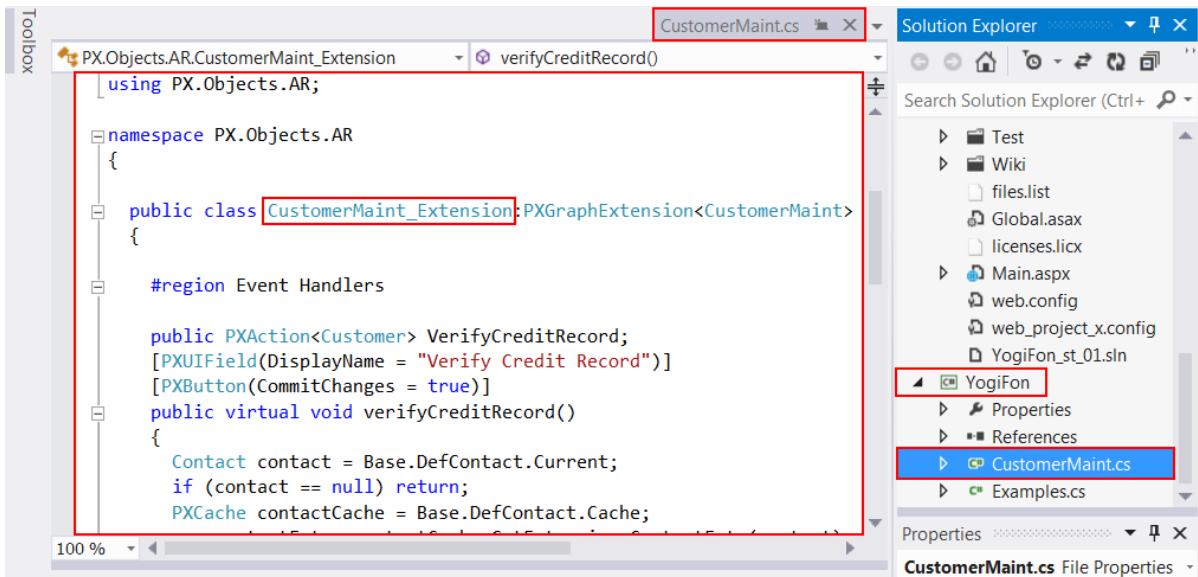 Toolbox
CustomerMaint.cs
PX.Objects.AR.CustomerMaint_Extension
verifyCreditRecord()
using PX.Objects.AR;
namespace PX.Objects.AR
{
public class CustomerMaint_Extension:PXGraphExtension<CustomerMaint>
{
#region Event Handlers
public PXAction<Customer> VerifyCreditRecord;
[PXUIField(DisplayName = "Verify Credit Record")]
[PXButton(CommitChanges = true)]
public virtual void verifyCreditRecord()
{
Contact contact = Base.DefContact.Current;
if (contact == null) return;
PXCache contactCache = Base.DefContact.Cache;
100 %
Solution Explorer
Search Solution Explorer (Ctrl+
Test
Wiki
files.list
Global.asax
licenses.licx
Main.aspx
web.config
web_project_x.config
YogiFon_st_01.sln
YogiFon
Properties
References
CustomerMaint.cs
Examples.cs
Properties
CustomerMaint.cs File Properties